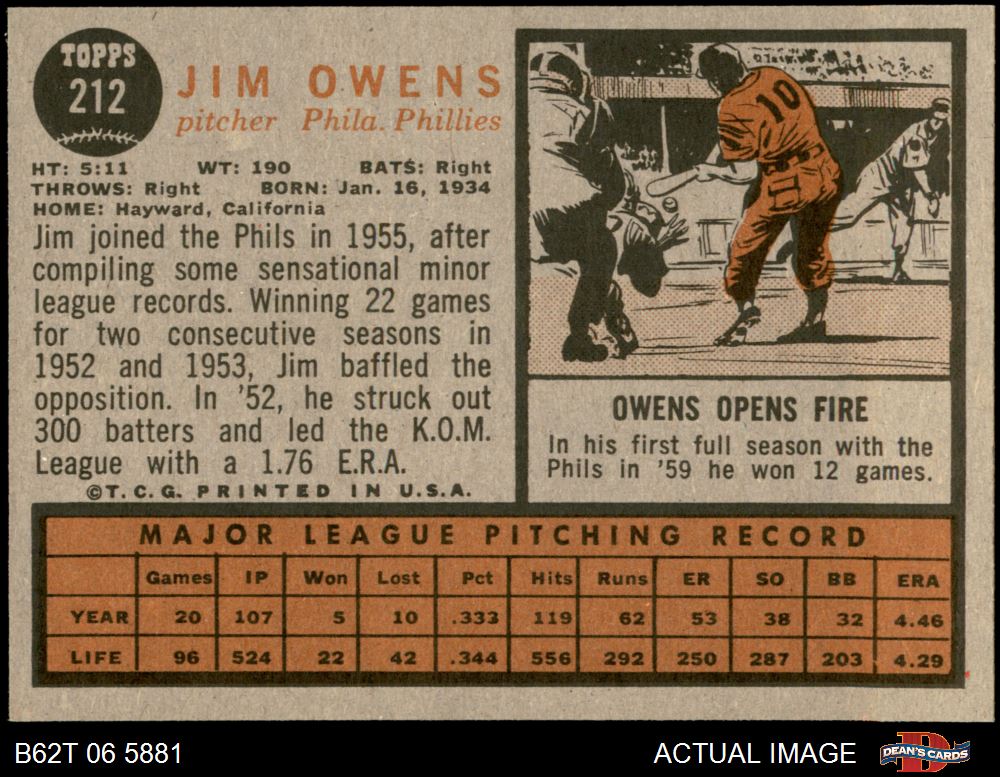 TOPPS
212
JIM OWENS
pitcher Phila. Phillies
HT: 5:11 WT: 190 BATS: Right
THROWS: Right BORN: Jan. 16, 1934
HOME: Hayward, California
Jim joined the Phils in 1955, after
compiling some sensational minor
league records. Winning 22 games
for two consecutive seasons in
1952 and 1953, Jim baffled the
opposition. In '52, he struck out
300 batters and led the K.O.M.
League with a 1.76 E.R.A.
©T.C.G. PRINTED IN U.S.A.
10
OWENS OPENS FIRE
In his first full season with the
Phils in '59 he won 12 games.
MAJOR LEAGUE PITCHING RECORD
Games IP Won Lost Pct Hits Runs ER SO BB ERA
YEAR 20 107 5 10 .333 119 62 53 38 32 4.46
LIFE 96 524 22 42 .344 556 292 250 287 203 4.29
B62T 06 5881
ACTUAL IMAGE
D
DEAN'S CARDS